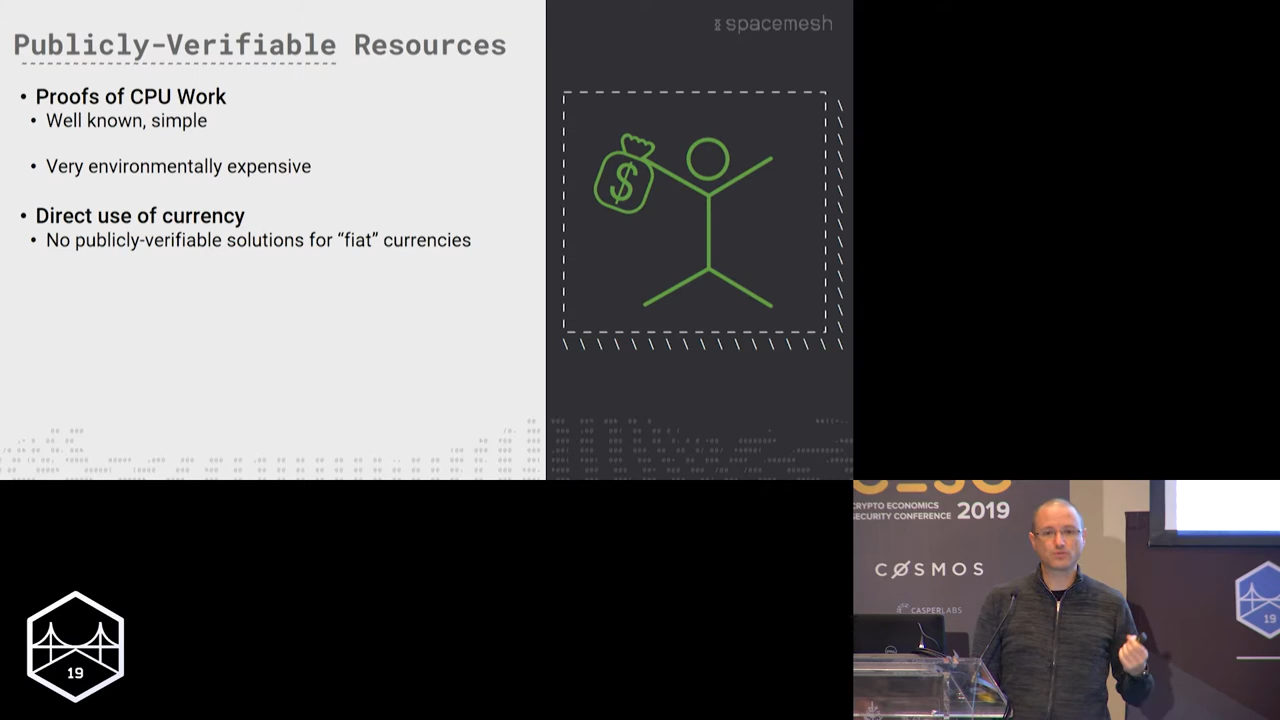 Publicly-Verifiable Resources
• Proofs of CPU Work
• Well known, simple
• Very environmentally expensive
• Direct use of currency
• No publicly-verifiable solutions for “fiat” currencies
spacemesh
$
19
CRYPTO ECONOMICS
SECURITY CONFERENCE 2019
COSMOS
CASPERLABS
19